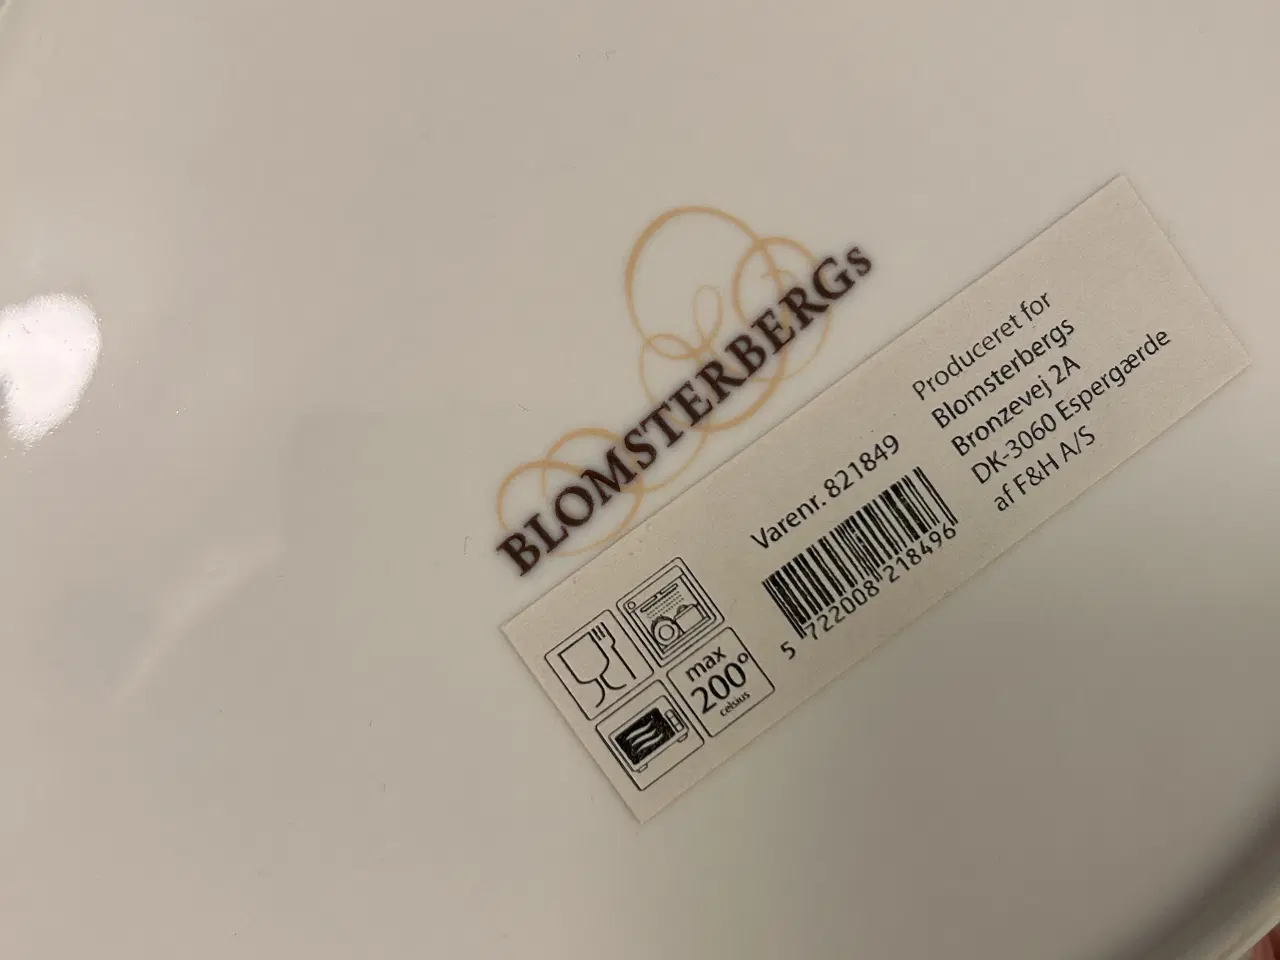 BLOMSTERBERGs
Varenr. 821849
5 722008 218496
Produceret for
Blomsterbergs
Bronzevej 2A
DK-3060 Espergærde
af F&H A/S
max
200°
celsius